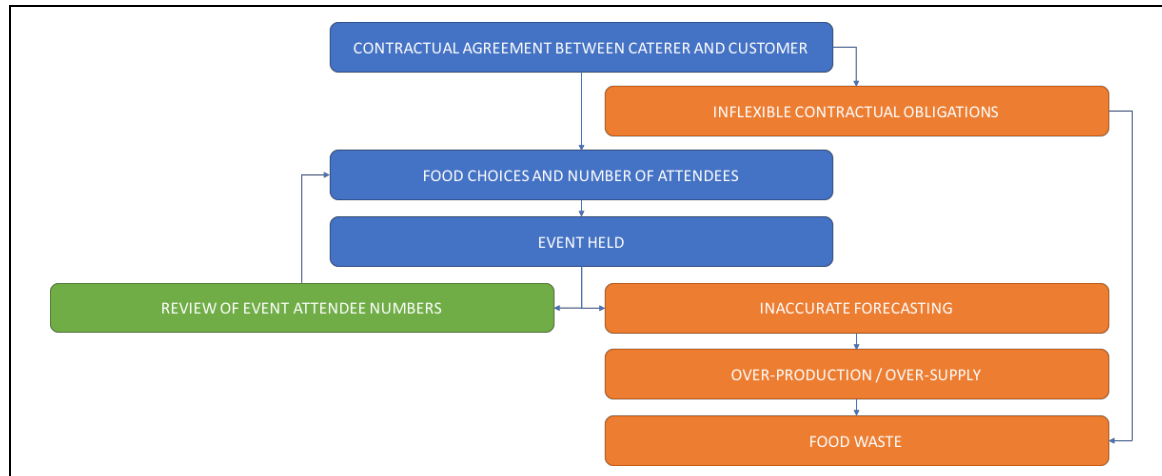 CONTRACTUAL AGREEMENT BETWEEN CATERER AND CUSTOMER
INFLEXIBLE CONTRACTUAL OBLIGATIONS
FOOD CHOICES AND NUMBER OF ATTENDEES
EVENT HELD
REVIEW OF EVENT ATTENDEE NUMBERS
INACCURATE FORECASTING
OVER-PRODUCTION / OVER-SUPPLY
FOOD WASTE